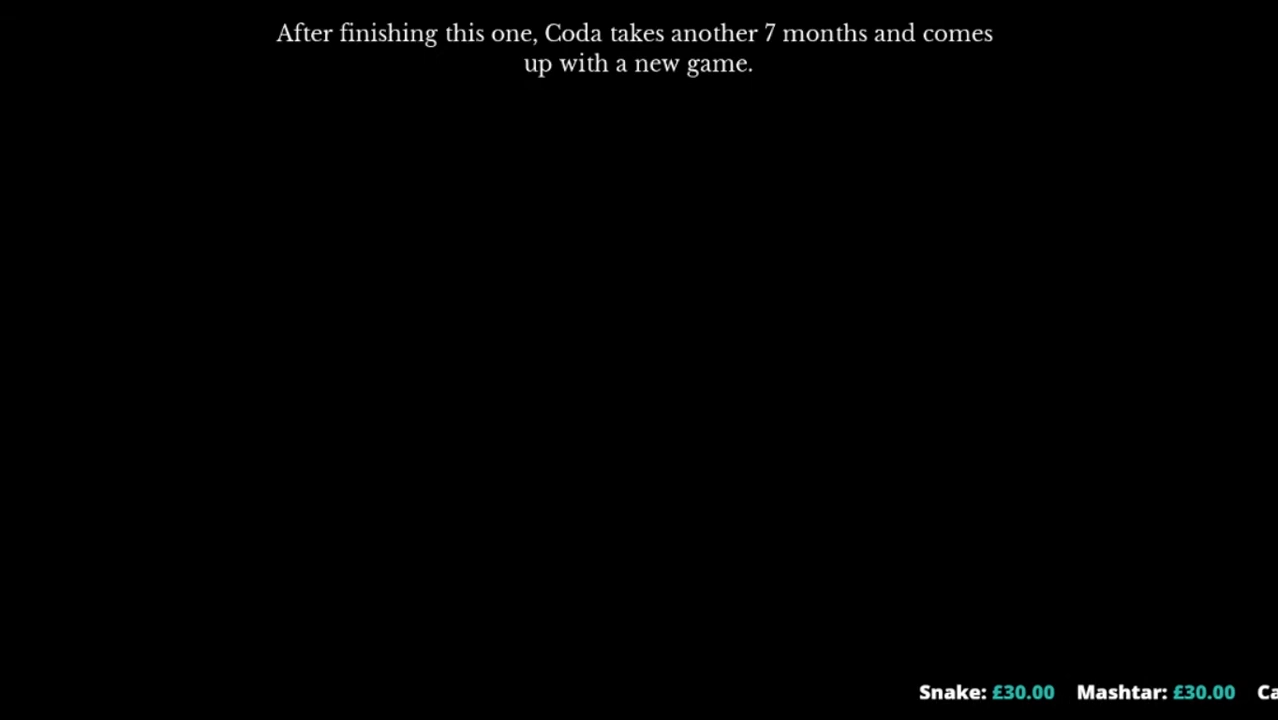 After finishing this one, Coda takes another 7 months and comes
up with a new game.
Snake: £30.00 Mashtar: £30.00 Ca